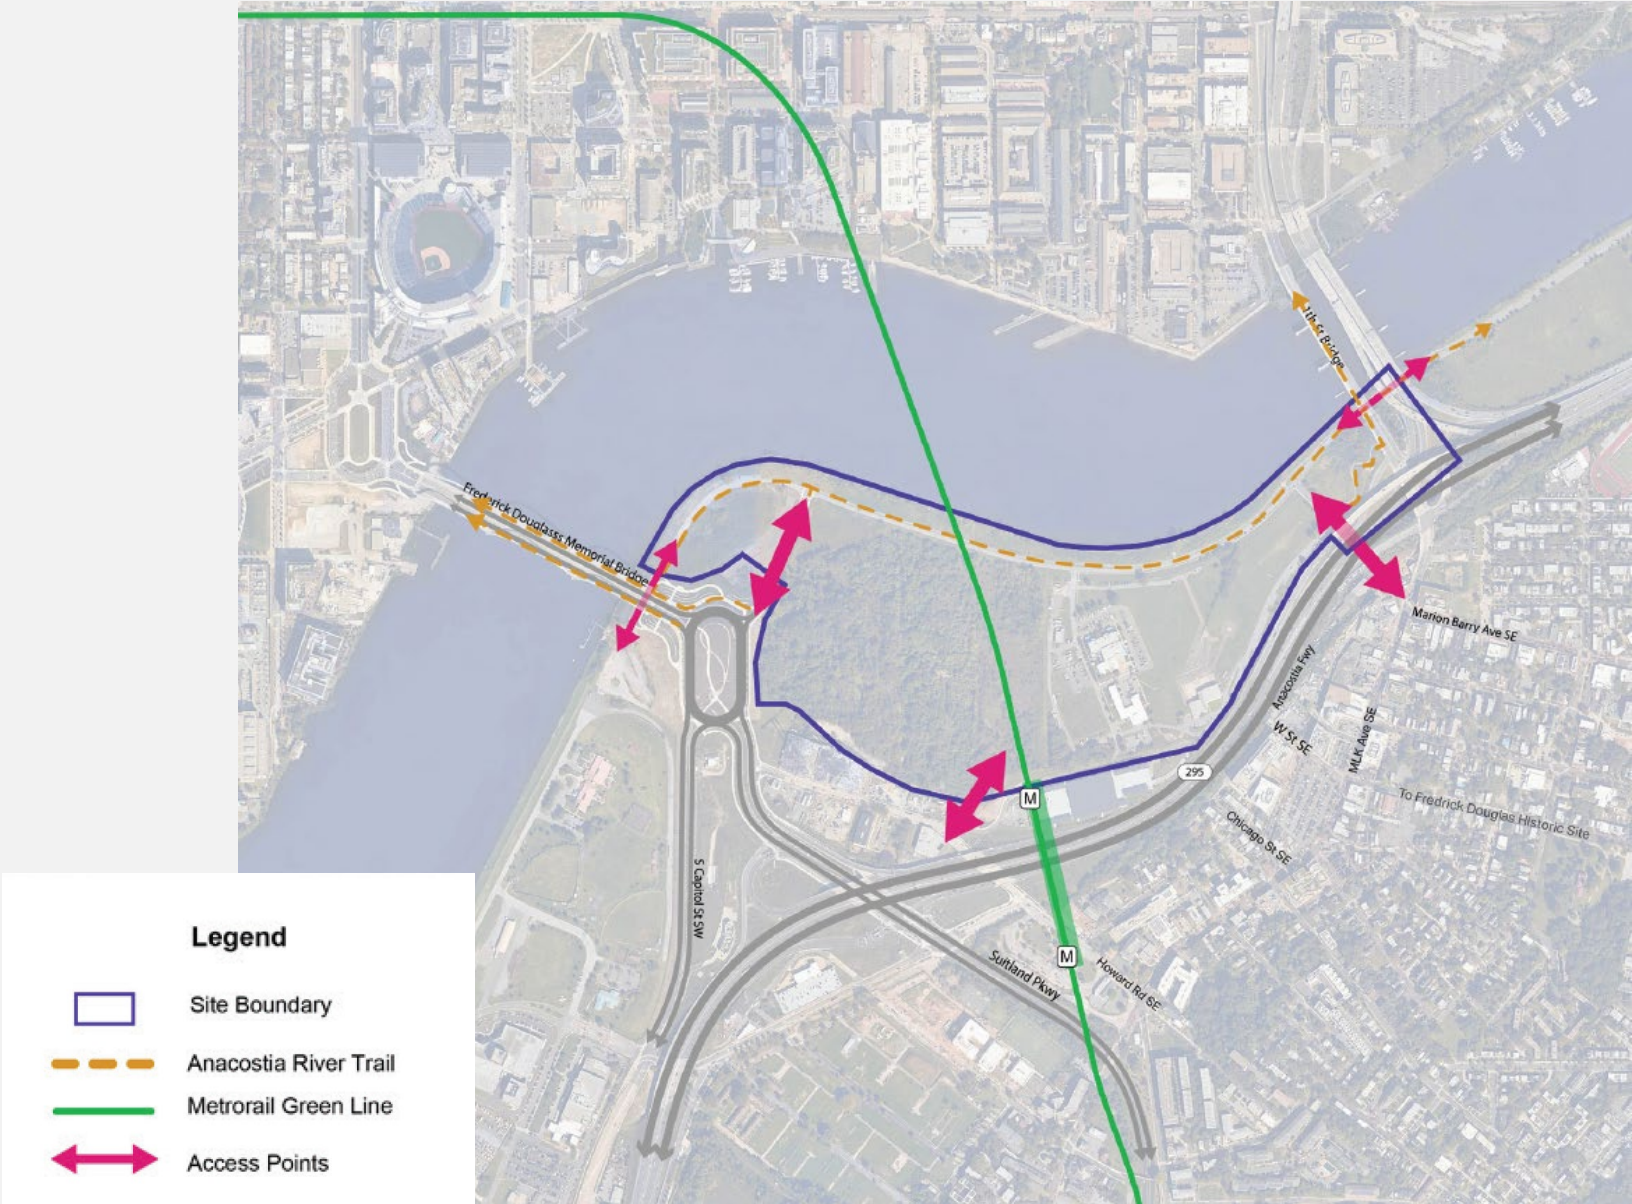 11th St Bridge
Frederick Douglasss Memorial Bridge
Marion Barry Ave SE
Anacostia Fwy
W St SE
MLK Ave SE
295
M
To Fredrick Douglas Historic Site
Chicago St SE
S Capitol St SW
M
Suitland Pkwy
Howard Rd SE
Legend
Site Boundary
Anacostia River Trail
Metrorail Green Line
Access Points